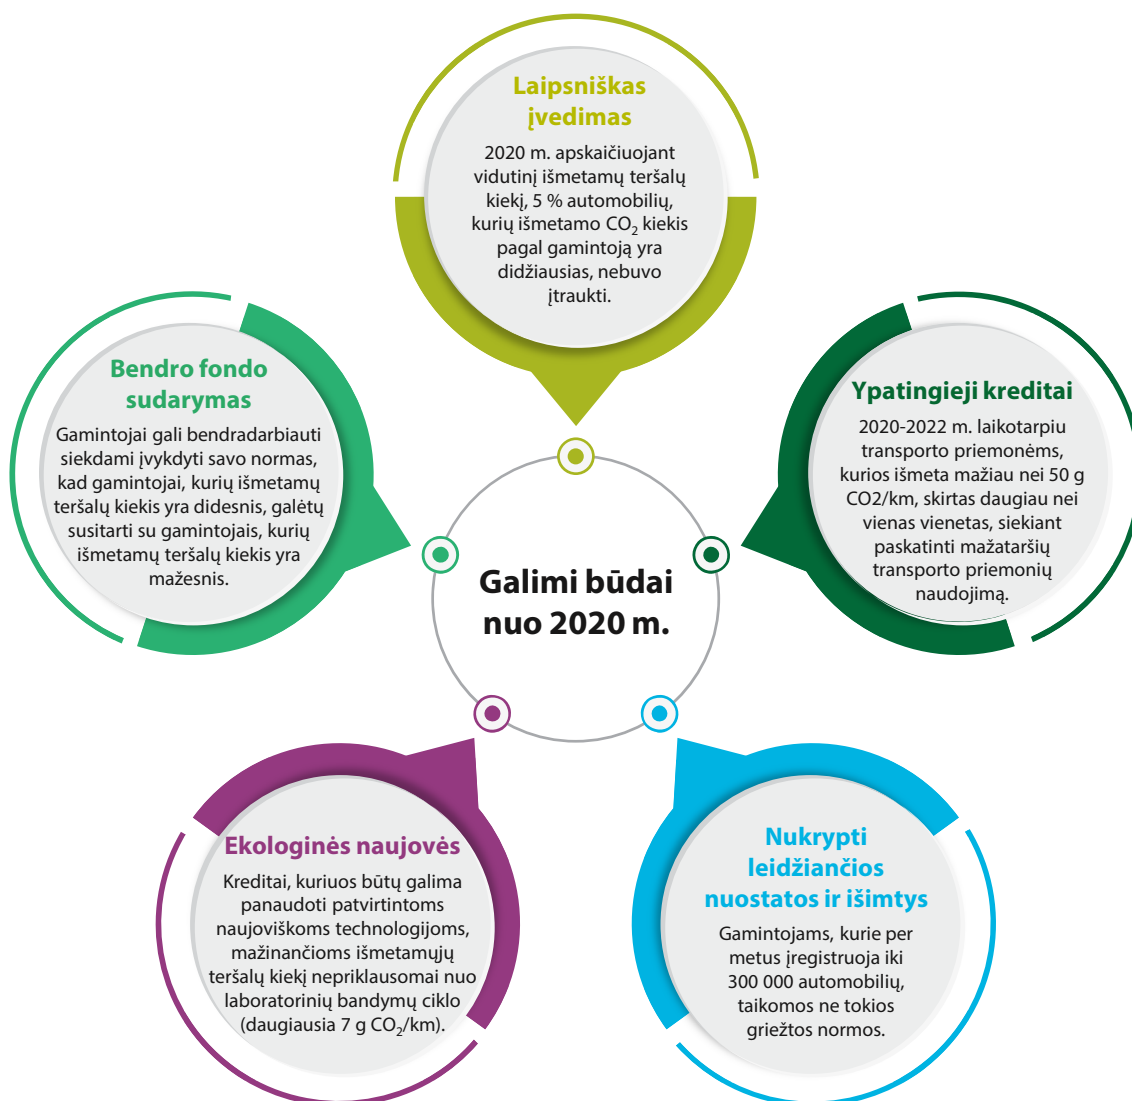 Laipsniškas
įvedimas
2020 m. apskaičiuojant
vidutinį išmetamų teršalų
kiekį, 5 % automobilių,
kurių išmetamo CO₂ kiekis
pagal gamintoją yra
didžiausias, nebuvo
įtraukti.
Bendro fondo
sudarymas
Gamintojai gali bendradarbiauti
siekdami įvykdyti savo normas,
kad gamintojai, kurių išmetamų
teršalų kiekis yra didesnis, galėtų
susitarti su gamintojais, kurių
išmetamų teršalų kiekis yra
mažesnis.
Ypatingieji kreditai
2020-2022 m. laikotarpiu
transporto priemonėms,
kurios išmeta mažiau nei 50 g
CO2/km, skirtas daugiau nei
vienas vienetas, siekiant
paskatinti mažataršių
transporto priemonių
naudojimą.
Galimi būdai
nuo 2020 m.
Ekologinės naujovės
Kreditai, kuriuos būtų galima
panaudoti patvirtintoms
naujoviškoms technologijoms,
mažinančioms išmetamųjų
teršalų kiekį nepriklausomai nuo
laboratorinių bandymų ciklo
(daugiausia 7 g CO₂/km).
Nukrypti
leidžiančios
nuostatos ir išimtys
Gamintojams, kurie per
metus įregistruoja iki
300 000 automobilių,
taikomos ne tokios
griežtos normos.